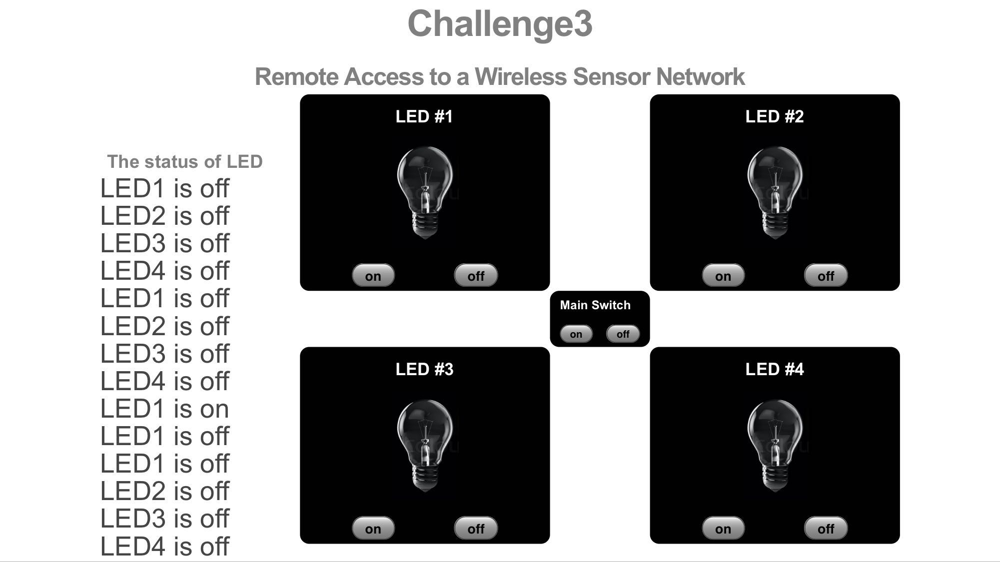 Challenge3
Remote Access to a Wireless Sensor Network
The status of LED
LED1 is off
LED2 is off
LED3 is off
LED4 is off
LED1 is off
LED2 is off
LED3 is off
LED4 is off
LED1 is on
LED1 is off
LED1 is off
LED2 is off
LED3 is off
LED4 is off
LED #1
on off
LED #2
on off
Main Switch
on off
LED #3
on off
LED #4
on off